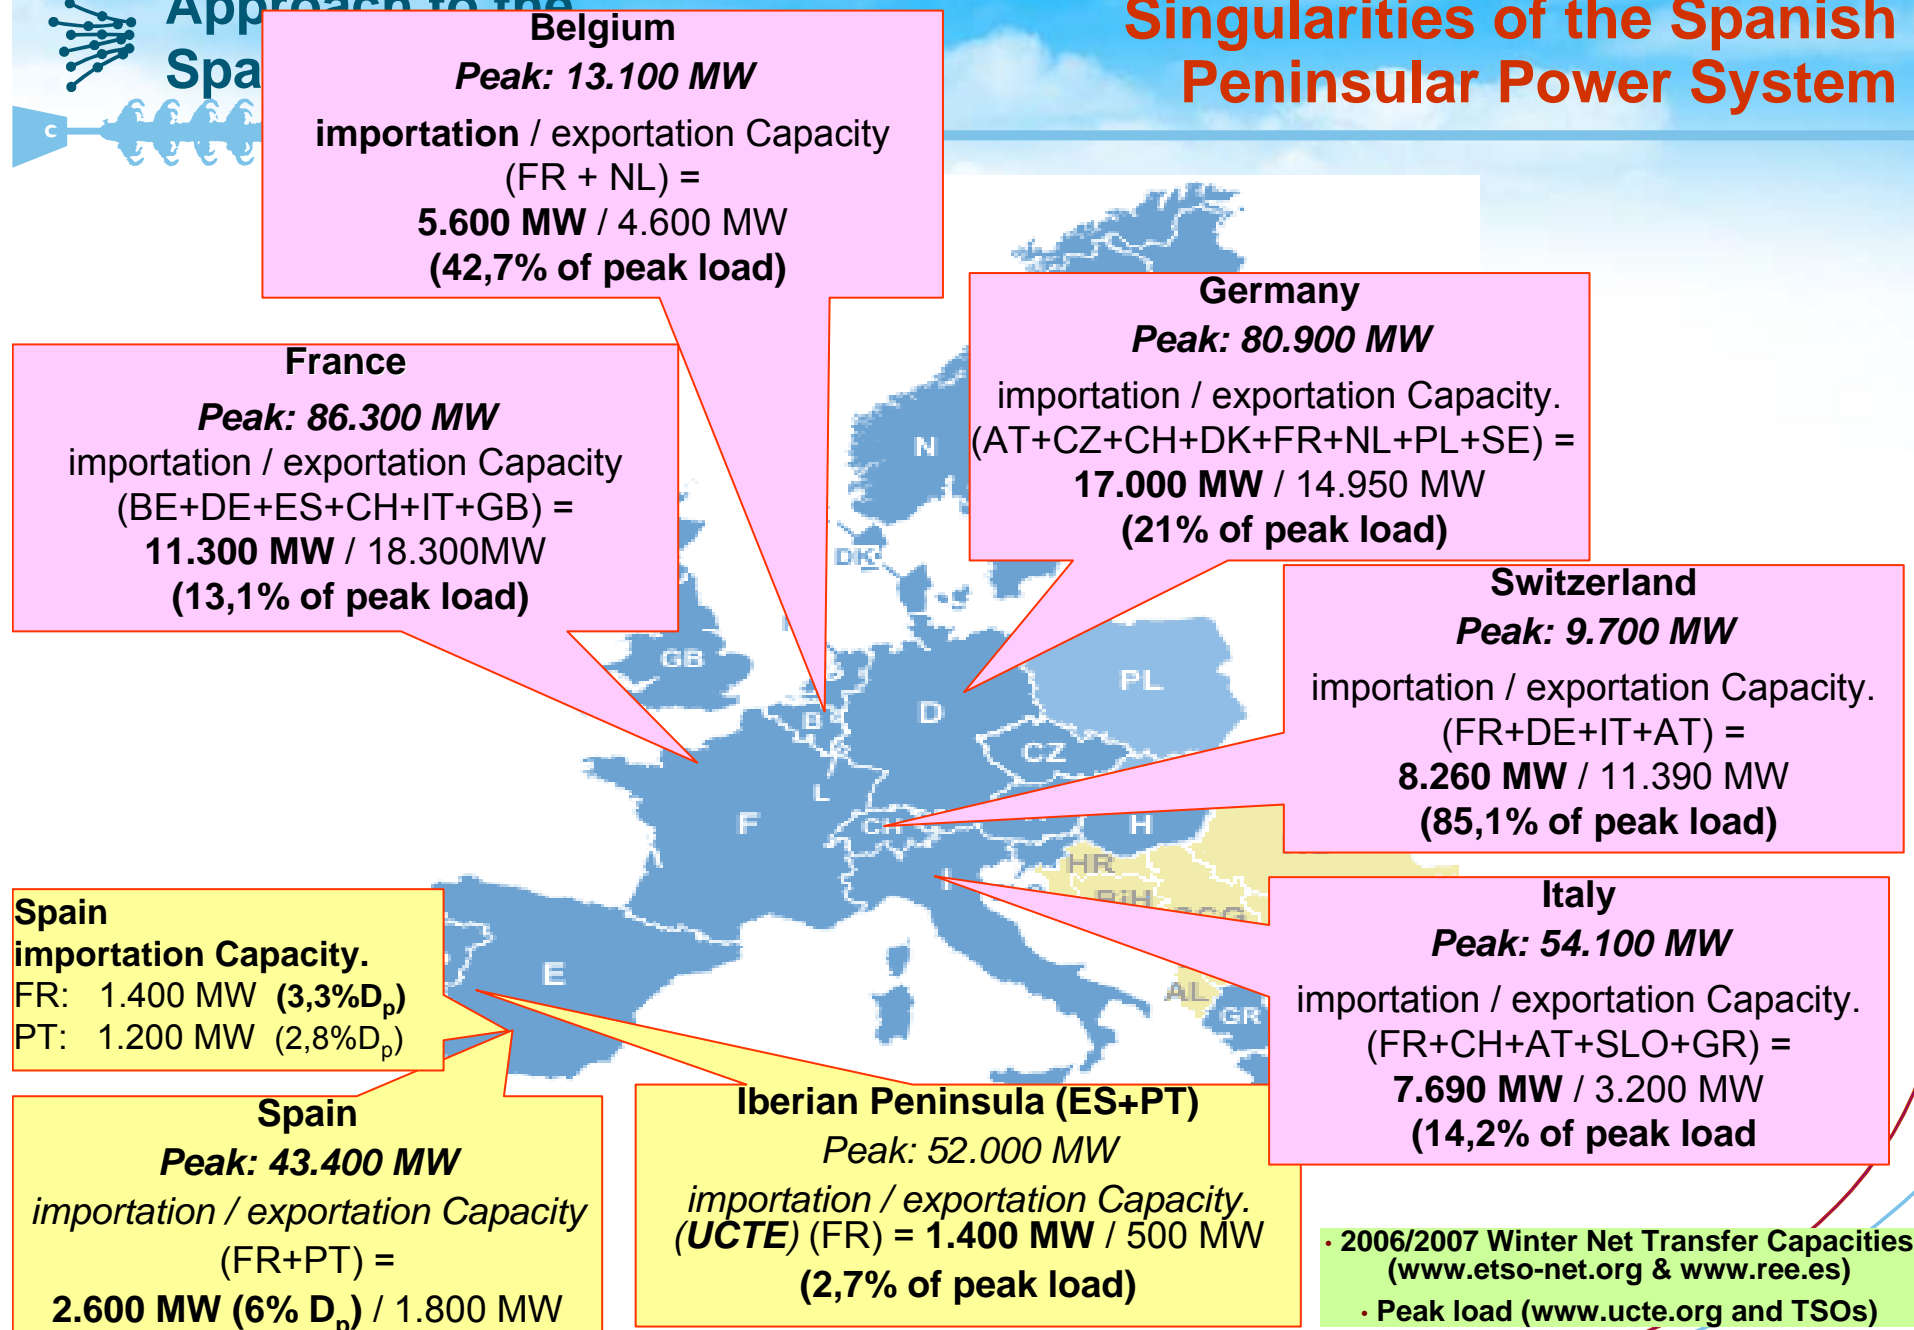 Approach to the
Spa
Singularities of the Spanish
Peninsular Power System
C
Belgium
Peak: 13.100 MW
importation / exportation Capacity
(FR + NL) =
5.600 MW / 4.600 MW
(42,7% of peak load)
Germany
Peak: 80.900 MW
importation / exportation Capacity.
(AT+CZ+CH+DK+FR+NL+PL+SE) =
17.000 MW / 14.950 MW
(21% of peak load)
France
Peak: 86.300 MW
importation / exportation Capacity
(BE+DE+ES+CH+IT+GB) =
11.300 MW / 18.300MW
(13,1% of peak load)
Switzerland
Peak: 9.700 MW
importation / exportation Capacity.
(FR+DE+IT+AT) =
8.260 MW / 11.390 MW
(85,1% of peak load)
N
DK
GB
PL
B
D
CZ
L
F
CH
H
HR
BiH
I
E
AL
GR
Spain
importation Capacity.
FR: 1.400 MW (3,3%Dp)
PT: 1.200 MW (2,8%Dp)
Italy
Peak: 54.100 MW
importation / exportation Capacity.
(FR+CH+AT+SLO+GR) =
7.690 MW / 3.200 MW
(14,2% of peak load
Spain
Peak: 43.400 MW
importation / exportation Capacity
(FR+PT) =
2.600 MW (6% Dp) / 1.800 MW
Iberian Peninsula (ES+PT)
Peak: 52.000 MW
importation / exportation Capacity.
(UCTE) (FR) = 1.400 MW / 500 MW
(2,7% of peak load)
• 2006/2007 Winter Net Transfer Capacities
(www.etso-net.org & www.ree.es)
• Peak load (www.ucte.org and TSOs)